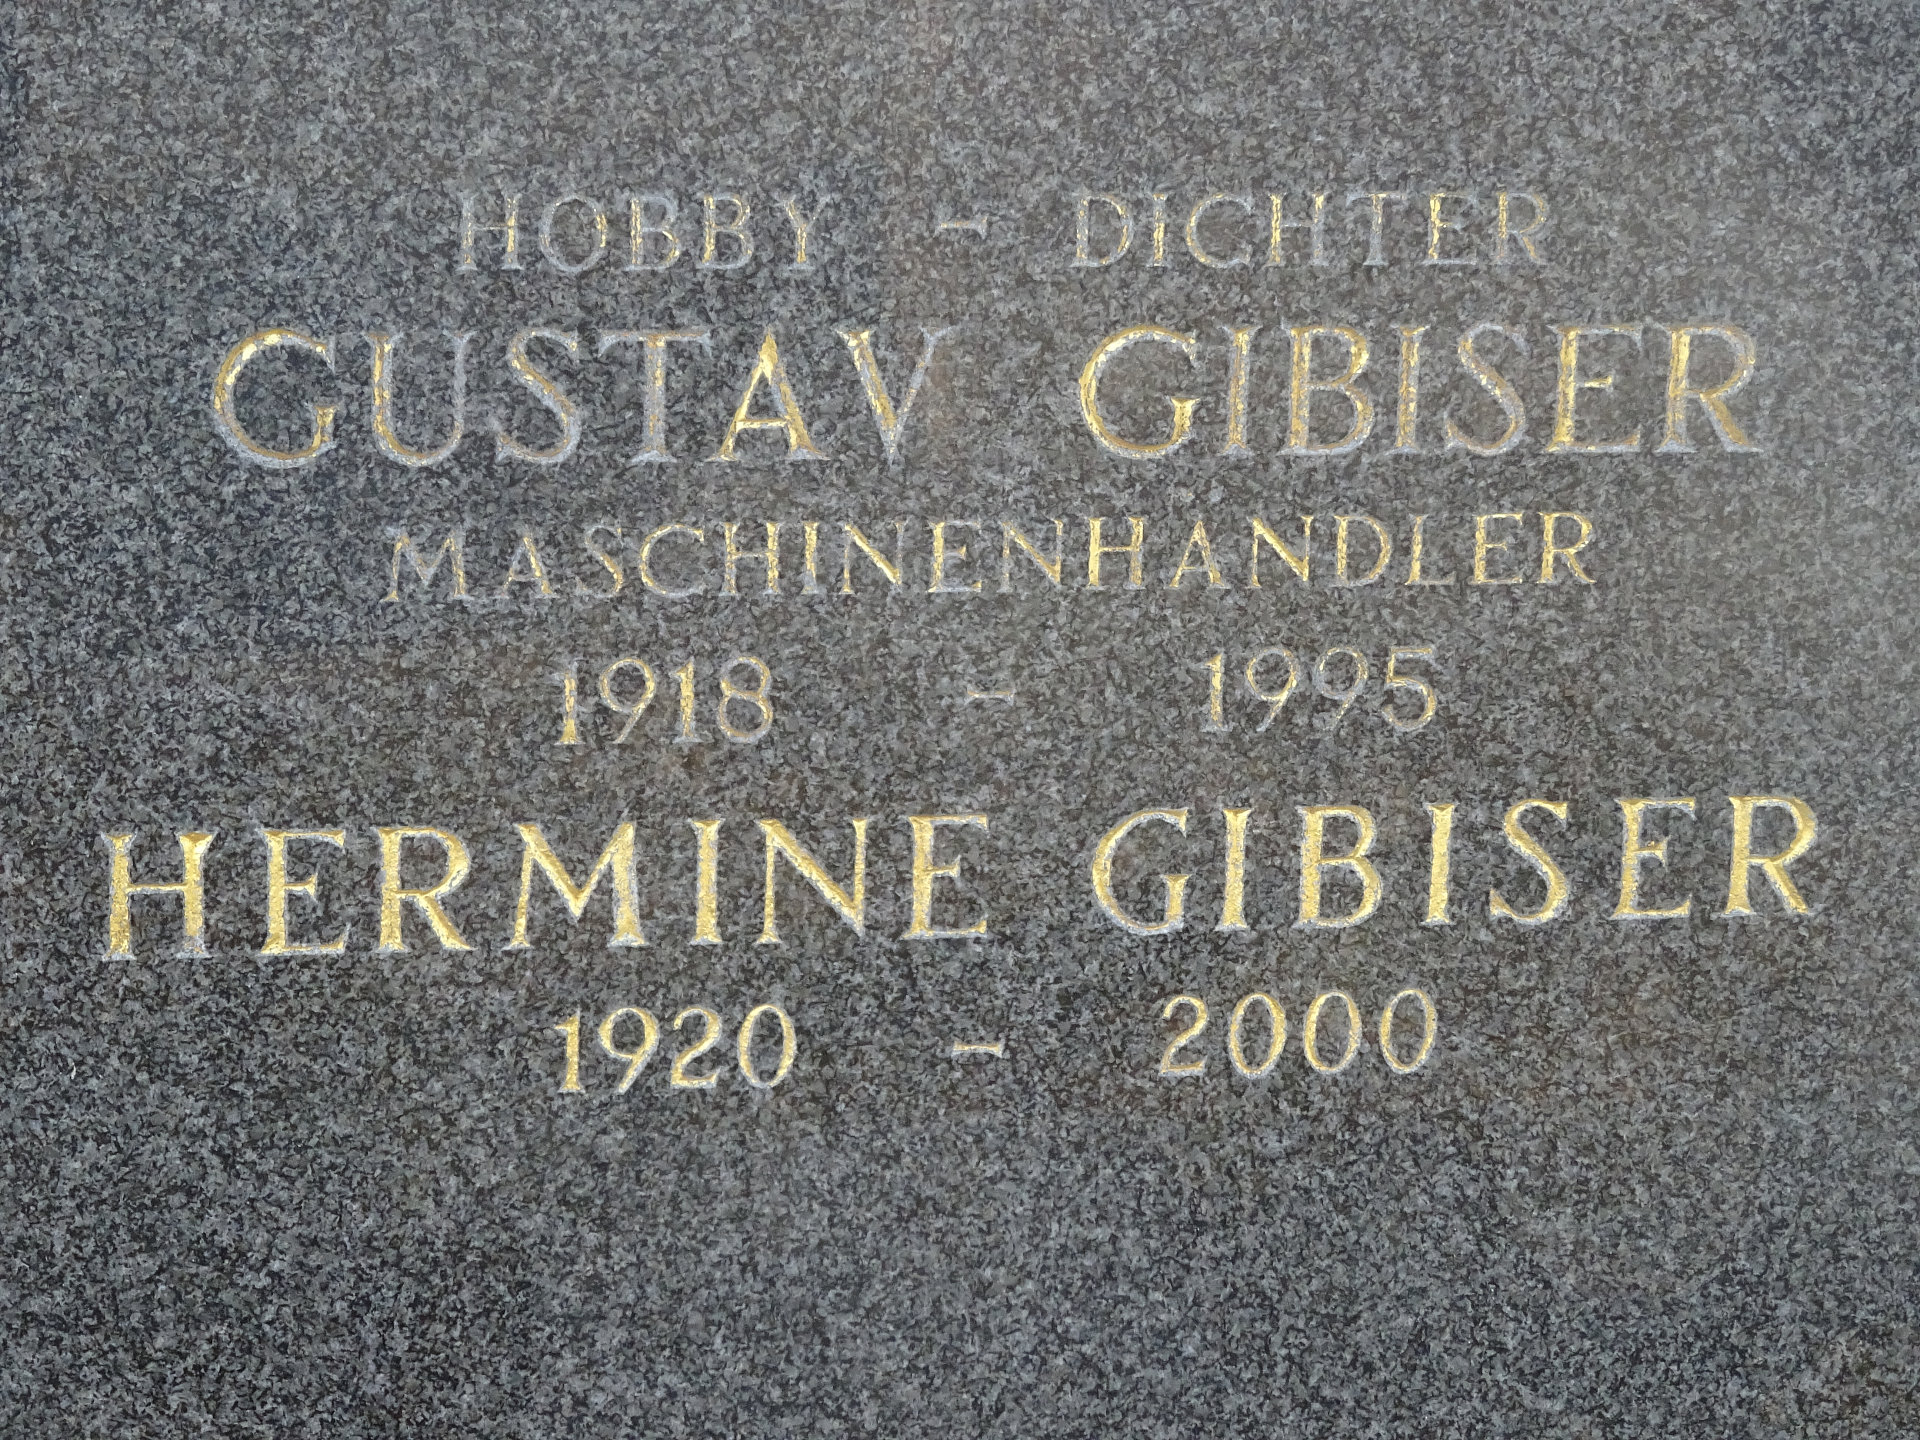 HOBBY - DICHTER
GUSTAV GIBISER
MASCHINENHANDLER
1918 - 1995
HERMINE GIBISER
1920 - 2000